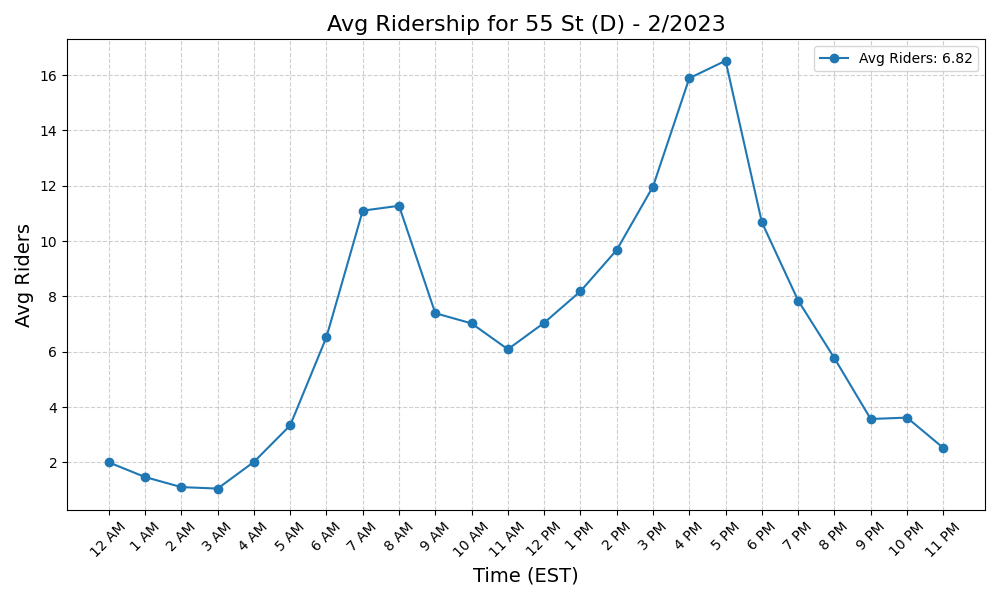 Avg Ridership for 55 St (D) - 2/2023
Avg Riders: 6.82
Avg Riders
16
14
12
10
8
6
4
2
12 AM
1 AM
2 AM
3 AM
4 AM
5 AM
6 AM
7 AM
8 AM
9 AM
10 AM
11 AM
12 PM
1 PM
2 PM
3 PM
4 PM
5 PM
6 PM
7 PM
8 PM
9 PM
10 PM
11 PM
Time (EST)